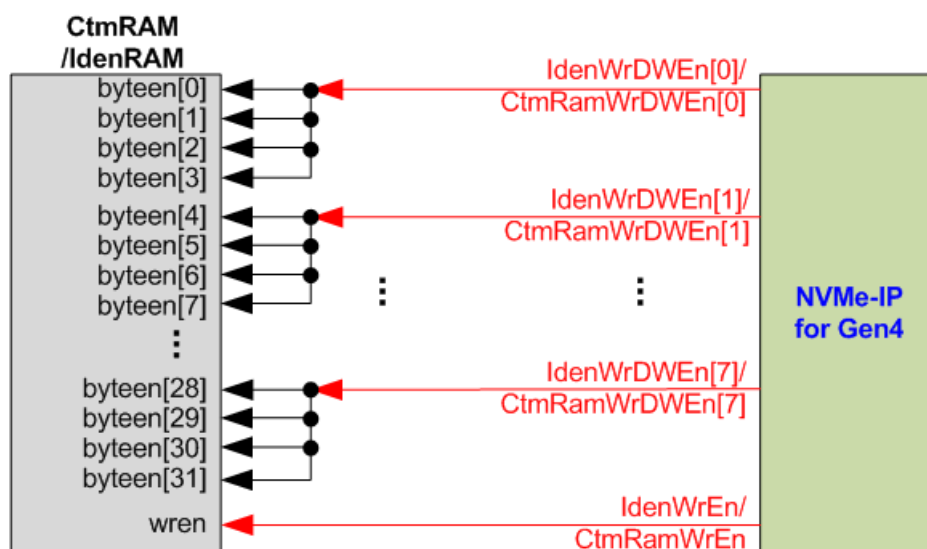 CtmRAM
/IdenRAM
byteen[0]
byteen[1]
byteen[2]
byteen[3]
byteen[4]
byteen[5]
byteen[6]
byteen[7]
⋮
byteen[28]
byteen[29]
byteen[30]
byteen[31]
wren
IdenWrDWEn[0]/
CtmRamWrDWEn[0]
IdenWrDWEn[1]/
CtmRamWrDWEn[1]
⋮
⋮
IdenWrDWEn[7]/
CtmRamWrDWEn[7]
IdenWrEn/
CtmRamWrEn
NVMe-IP
for Gen4